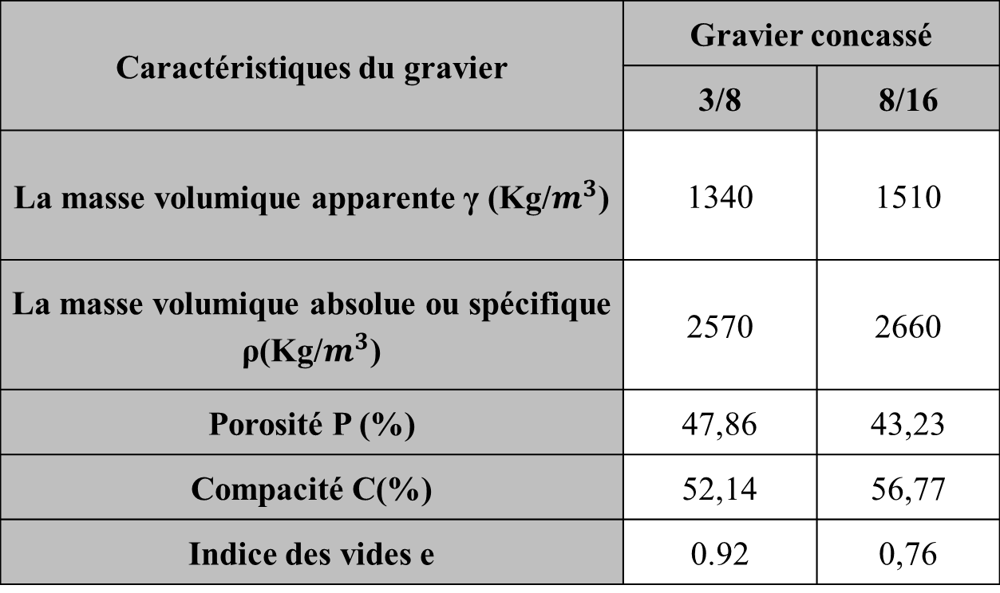 Caractéristiques du gravier
Gravier concassé
3/8
8/16
La masse volumique apparente γ (Kg/m³)
1340
1510
La masse volumique absolue ou spécifique
ρ(Kg/m³)
2570
2660
Porosité P (%)
47,86
43,23
Compacité C(%)
52,14
56,77
Indice des vides e
0.92
0,76